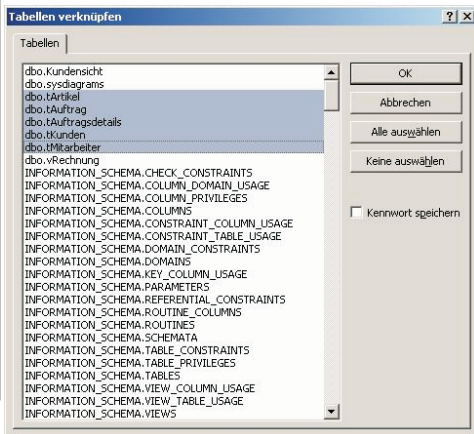 Tabellen verknüpfen
Tabellen
dbo.Kundensicht
dbo.sysdiagrams
dbo.tArtikel
dbo.tAuftrag
dbo.tAuftragsdetails
dbo.tKunden
dbo.tMitarbeiter
dbo.vRechnung
INFORMATION_SCHEMA.CHECK_CONSTRAINTS
INFORMATION_SCHEMA.COLUMN_DOMAIN_USAGE
INFORMATION_SCHEMA.COLUMN_PRIVILEGES
INFORMATION_SCHEMA.COLUMNS
INFORMATION_SCHEMA.CONSTRAINT_COLUMN_USAGE
INFORMATION_SCHEMA.CONSTRAINT_TABLE_USAGE
INFORMATION_SCHEMA.DOMAIN_CONSTRAINTS
INFORMATION_SCHEMA.DOMAINS
INFORMATION_SCHEMA.KEY_COLUMN_USAGE
INFORMATION_SCHEMA.PARAMETERS
INFORMATION_SCHEMA.REFERENTIAL_CONSTRAINTS
INFORMATION_SCHEMA.ROUTINE_COLUMNS
INFORMATION_SCHEMA.ROUTINES
INFORMATION_SCHEMA.SCHEMATA
INFORMATION_SCHEMA.TABLE_CONSTRAINTS
INFORMATION_SCHEMA.TABLE_PRIVILEGES
INFORMATION_SCHEMA.TABLES
INFORMATION_SCHEMA.VIEW_COLUMN_USAGE
INFORMATION_SCHEMA.VIEW_TABLE_USAGE
INFORMATION_SCHEMA.VIEWS
OK
Abbrechen
Alle auswählen
Keine auswählen
Kennwort speichern